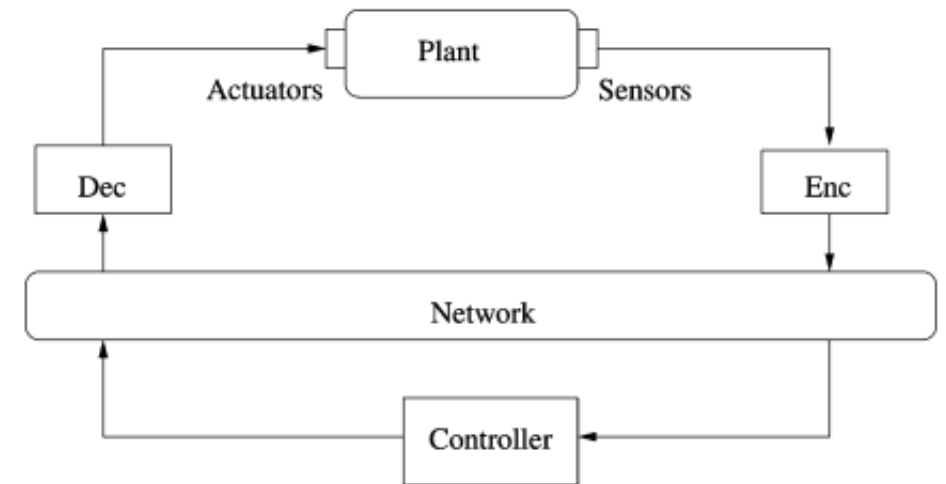 Plant
Actuators
Sensors
Dec
Enc
Network
Controller